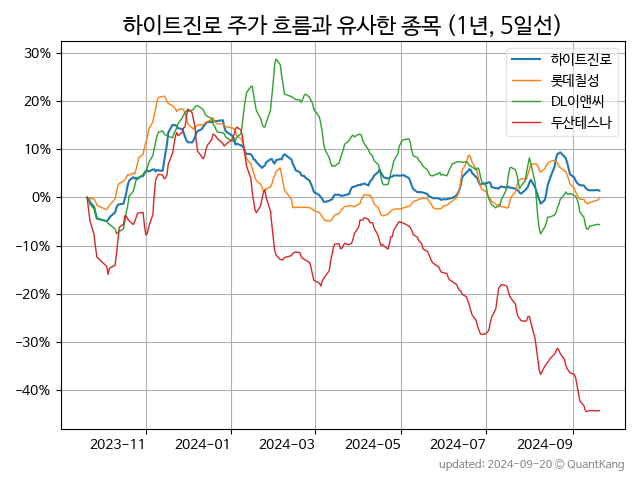 하이트진로 주가 흐름과 유사한 종목 (1년, 5일선)
30%
20%
10%
0%
−10%
−20%
−30%
−40%
하이트진로
롯데칠성
DL이앤씨
두산테스나
2023−11
2024−01
2024−03
2024−05
2024−07
2024−09
updated: 2024-09-20 © QuantKang